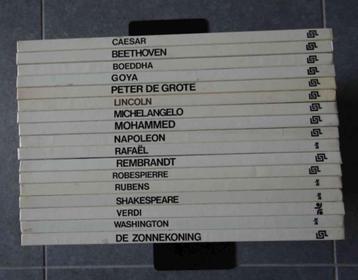 CAESAR
BEETHOVEN
BOEDDHA
GOYA
PETER DE GROTE
LINCOLN
MICHELANGELO
MOHAMMED
NAPOLEON
RAFAËL
REMBRANDT
ROBESPIERRE
RUBENS
SHAKESPEARE
VERDI
WASHINGTON
DE ZONNEKONING